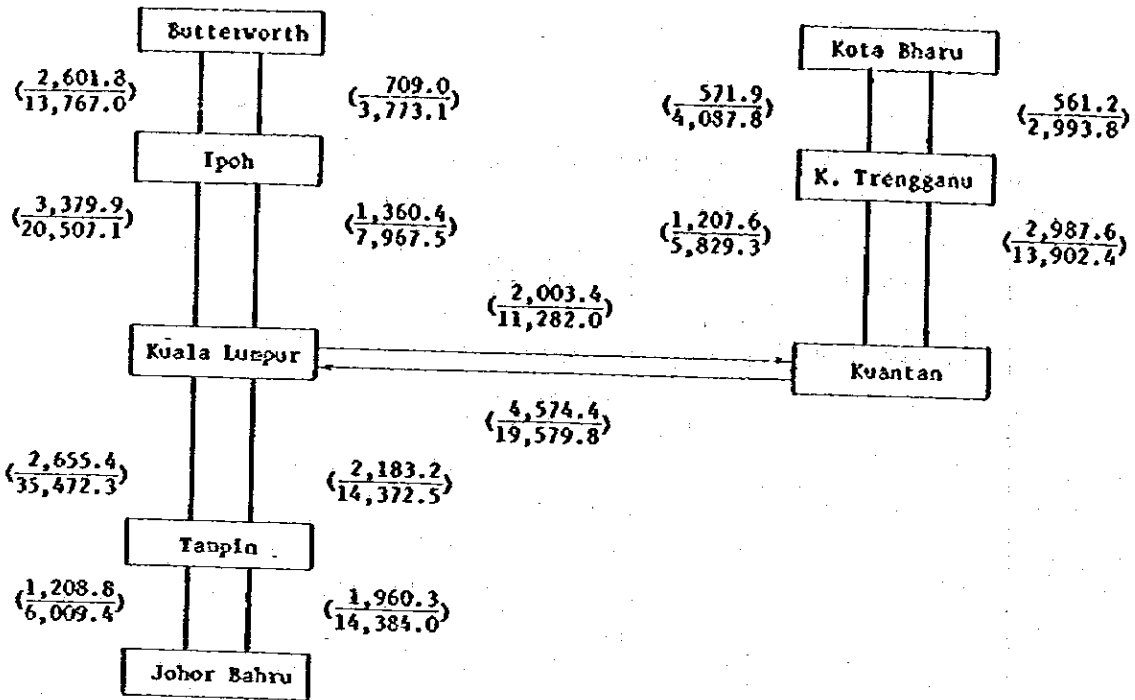 Butterworth
Kota Bharu
(2,601.8/13,767.0)
(709.0/3,773.1)
(571.9/4,087.8)
(561.2/2,993.8)
Ipoh
K. Trengganu
(3,379.9/20,507.1)
(1,360.4/7,967.5)
(1,207.6/5,829.3)
(2,987.6/13,902.4)
(2,003.4/11,282.0)
Kuala Lumpur
Kuantan
(4,574.4/19,579.8)
(2,655.4/35,472.3)
(2,183.2/14,372.5)
Tampin
(1,208.8/6,009.4)
(1,960.3/14,384.0)
Johor Bahru